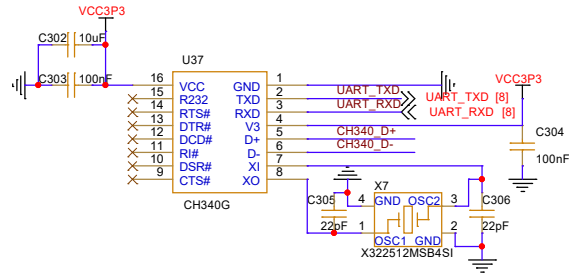 VCC3P3
C302
10uF
C303
100nF
U37
16 VCC GND 1
15 R232 TXD 2
14 RTS# RXD 3
13 DTR# V3 4
12 DCD# D+ 5
11 RI# D- 6
10 DSR# XI 7
9 CTS# XO 8
CH340G
UART_TXD
UART_RXD
UART_TXD [8]
UART_RXD [8]
CH340_D+
CH340_D-
VCC3P3
C304
100nF
C305
22pF
X7
4 GND OSC2 3
1 OSC1 GND 2
X322512MSB4SI
C306
22pF